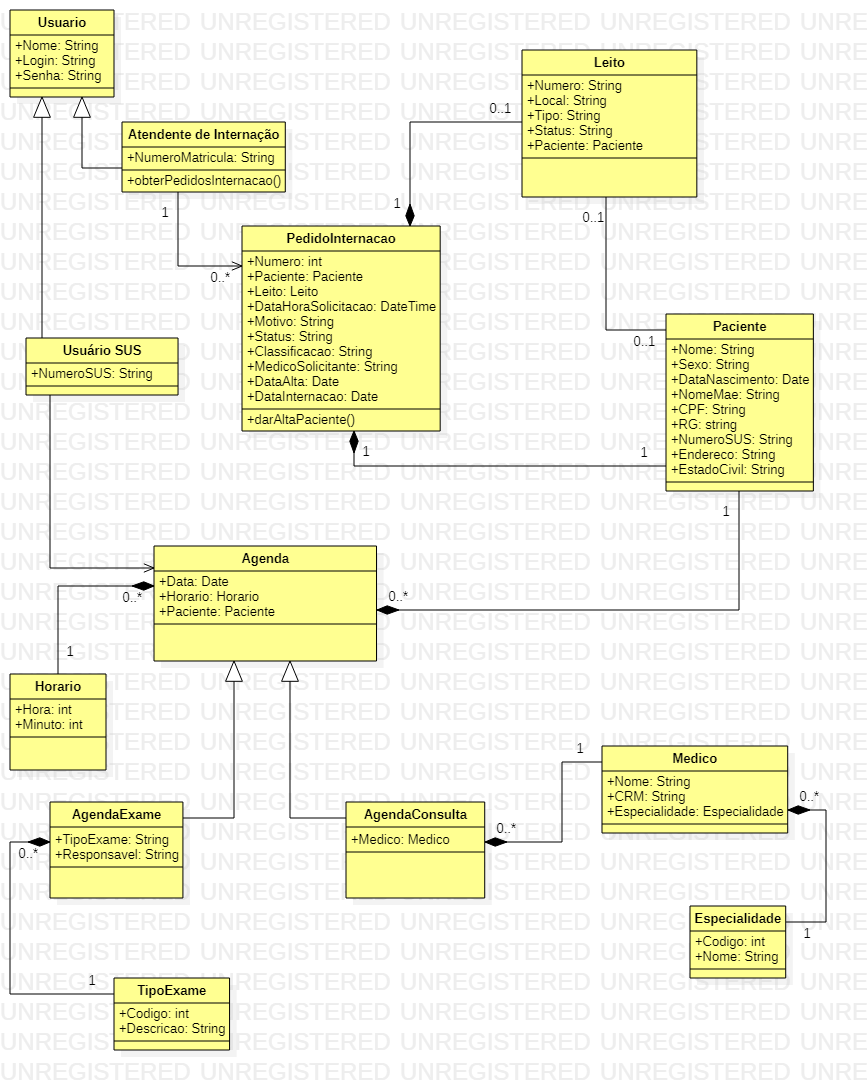 Usuario
+Nome: String
+Login: String
+Senha: String
Atendente de Internação
+NumeroMatricula: String
+obterPedidosInternacao()
Leito
+Numero: String
+Local: String
+Tipo: String
+Status: String
+Paciente: Paciente
0..1
1
1
0..*
0..1
0..1
PedidoInternacao
+Numero: int
+Paciente: Paciente
+Leito: Leito
+DataHoraSolicitacao: DateTime
+Motivo: String
+Status: String
+Classificacao: String
+MedicoSolicitante: String
+DataAlta: Date
+DataInternacao: Date
+darAltaPaciente()
Paciente
+Nome: String
+Sexo: String
+DataNascimento: Date
+NomeMae: String
+CPF: String
+RG: string
+NumeroSUS: String
+Endereco: String
+EstadoCivil: String
Usuário SUS
+NumeroSUS: String
1
1
1
Agenda
+Data: Date
+Horario: Horario
+Paciente: Paciente
0..*
0..*
1
Horario
+Hora: int
+Minuto: int
1
Medico
+Nome: String
+CRM: String
+Especialidade: Especialidade
0..*
AgendaExame
+TipoExame: String
+Responsavel: String
0..*
AgendaConsulta
+Medico: Medico
0..*
Especialidade
+Codigo: int
+Nome: String
1
1
TipoExame
+Codigo: int
+Descricao: String
UNREGISTERED